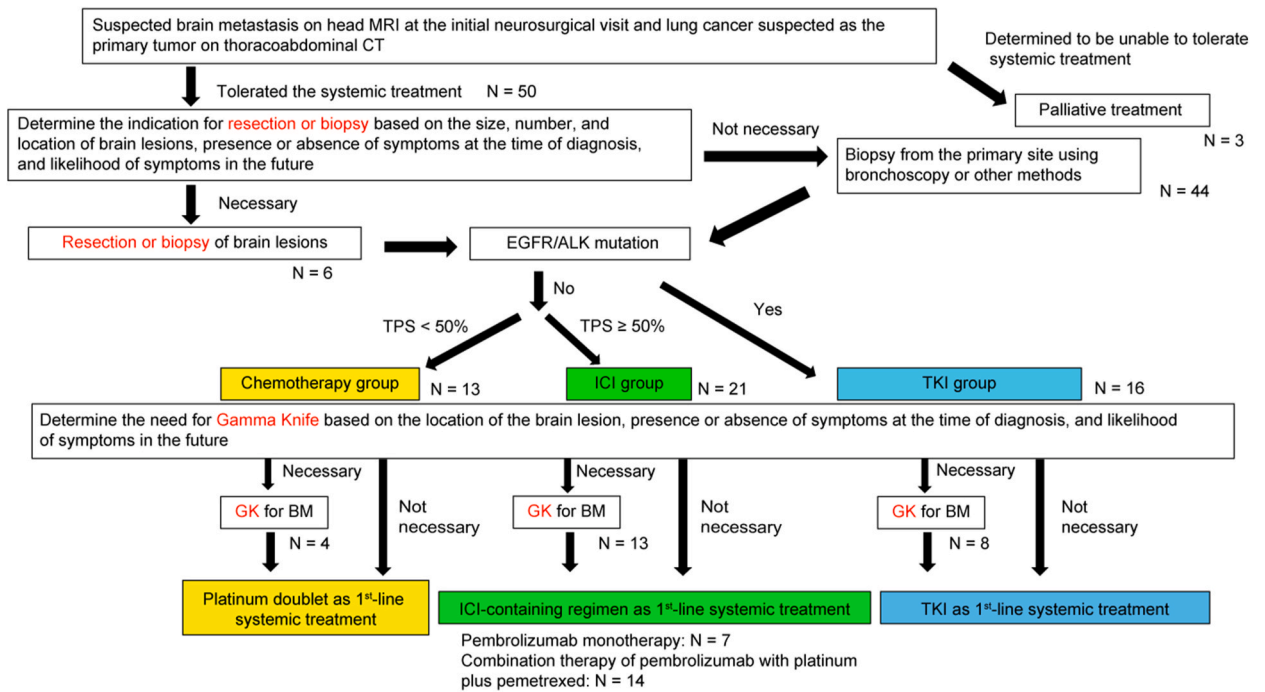 Suspected brain metastasis on head MRI at the initial neurosurgical visit and lung cancer suspected as the
primary tumor on thoracoabdominal CT
Determined to be unable to tolerate
systemic treatment
Tolerated the systemic treatment N = 50
Palliative treatment
N = 3
Determine the indication for resection or biopsy based on the size, number, and
location of brain lesions, presence or absence of symptoms at the time of diagnosis,
and likelihood of symptoms in the future
Not necessary
Biopsy from the primary site using
bronchoscopy or other methods
N = 44
Necessary
Resection or biopsy of brain lesions
N = 6
EGFR/ALK mutation
No
Yes
TPS < 50%
TPS ≥ 50%
Chemotherapy group
N = 13
ICI group
N = 21
TKI group
N = 16
Determine the need for Gamma Knife based on the location of the brain lesion, presence or absence of symptoms at the time of diagnosis, and likelihood
of symptoms in the future
Necessary
GK for BM
N = 4
Not
necessary
Necessary
GK for BM
N = 13
Not
necessary
Necessary
GK for BM
N = 8
Not
necessary
Platinum doublet as 1st-line
systemic treatment
ICI-containing regimen as 1st-line systemic treatment
TKI as 1st-line systemic treatment
Pembrolizumab monotherapy: N = 7
Combination therapy of pembrolizumab with platinum
plus pemetrexed: N = 14